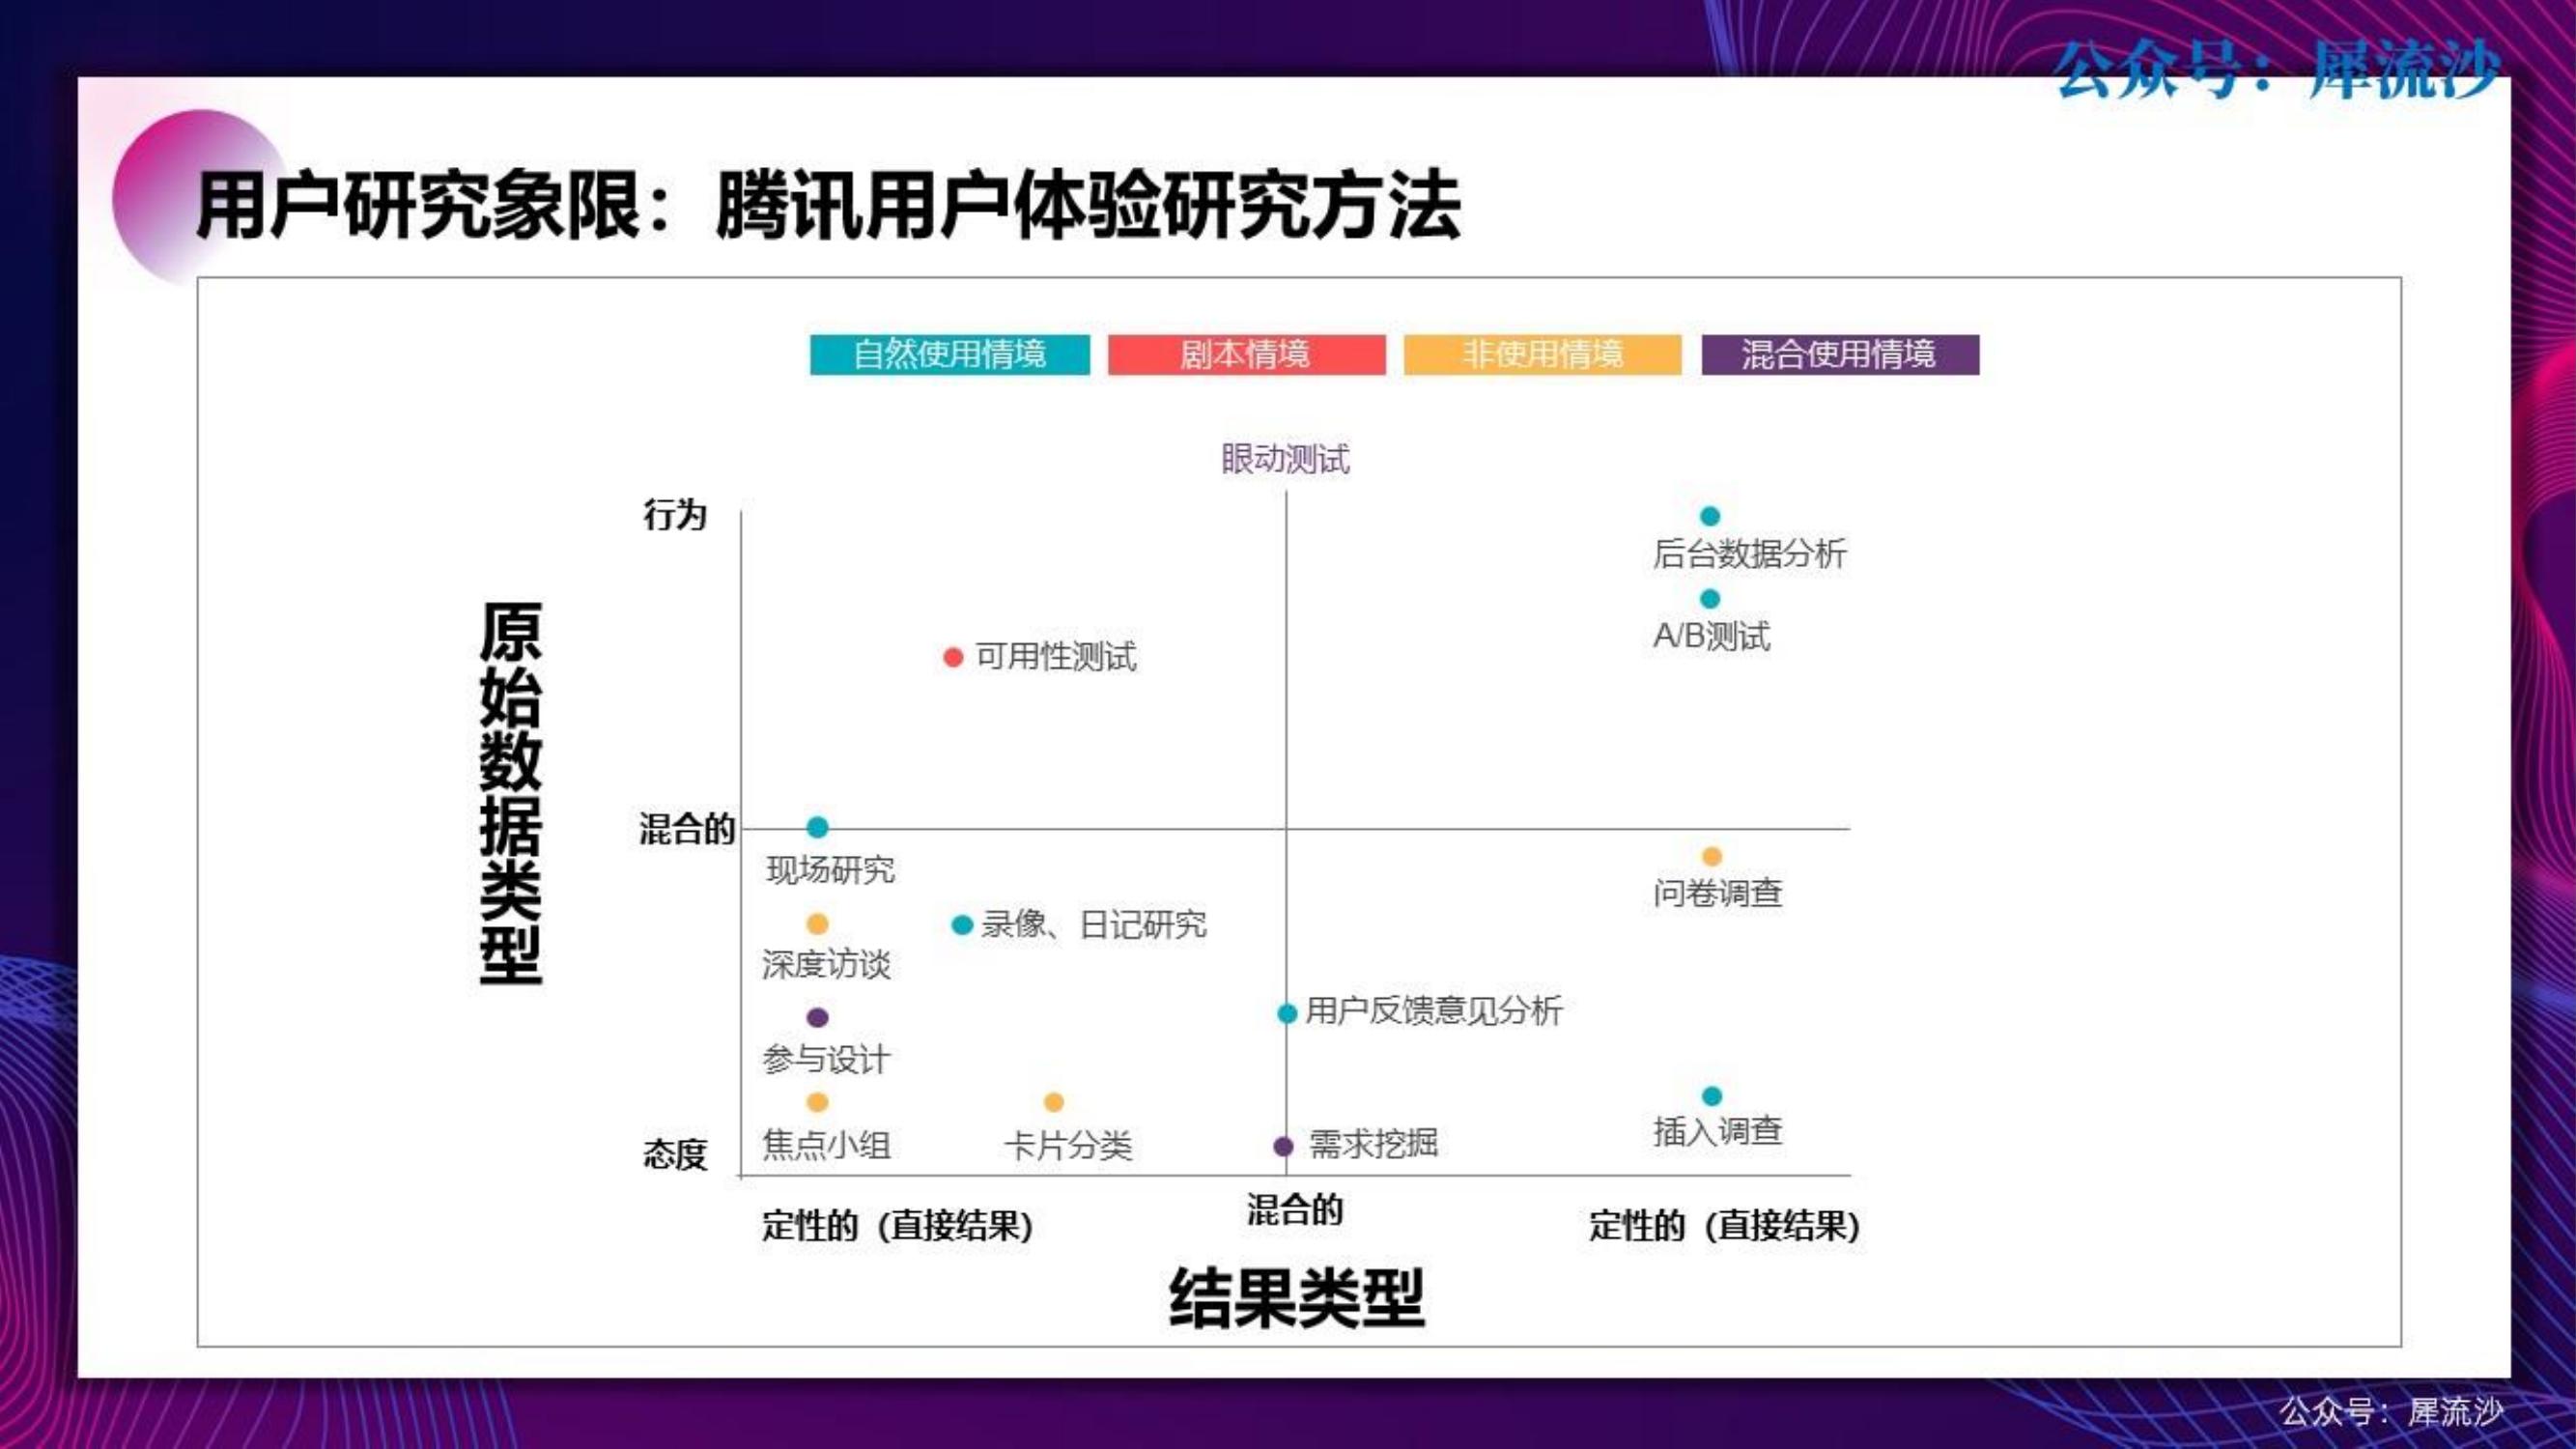 公众号：犀流沙
用户研究象限：腾讯用户体验研究方法
自然使用情境
剧本情境
非使用情境
混合使用情境
眼动测试
行为
后台数据分析
A/B测试
可用性测试
原始数据类型
混合的
现场研究
问卷调查
深度访谈
录像、日记研究
用户反馈意见分析
参与设计
焦点小组
卡片分类
需求挖掘
插入调查
态度
定性的（直接结果）
混合的
定性的（直接结果）
结果类型
公众号：犀流沙